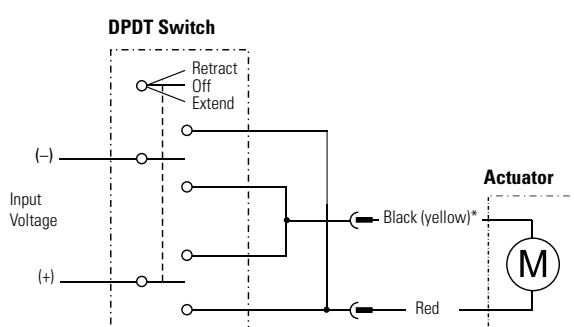 DPDT Switch
Retract
Off
Extend
(–)
Actuator
Input
Voltage
Black (yellow)*
M
(+)
Red